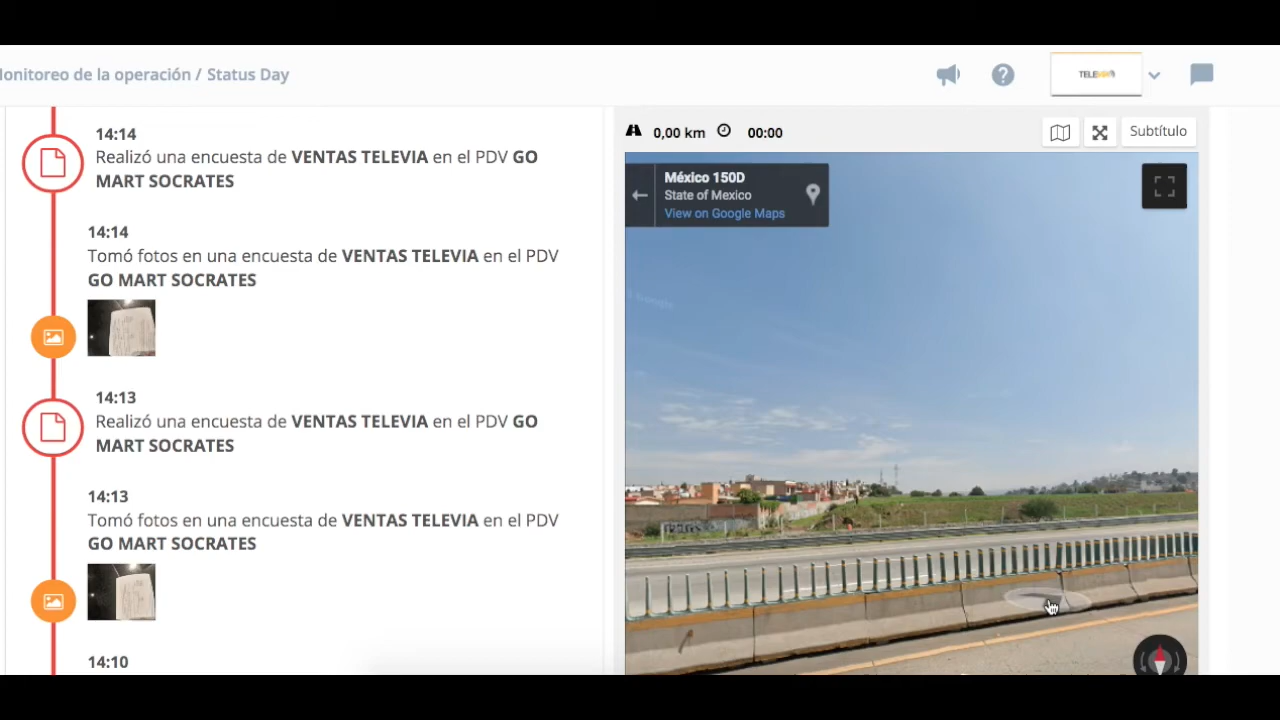 onitoreo de la operación / Status Day
TELEVIA
14:14
Realizó una encuesta de VENTAS TELEVIA en el PDV GO
MART SOCRATES
14:14
Tomó fotos en una encuesta de VENTAS TELEVIA en el PDV
GO MART SOCRATES
14:13
Realizó una encuesta de VENTAS TELEVIA en el PDV GO
MART SOCRATES
14:13
Tomó fotos en una encuesta de VENTAS TELEVIA en el PDV
GO MART SOCRATES
14:10
0,00 km 00:00
Subtítulo
México 150D
State of Mexico
View on Google Maps
Google